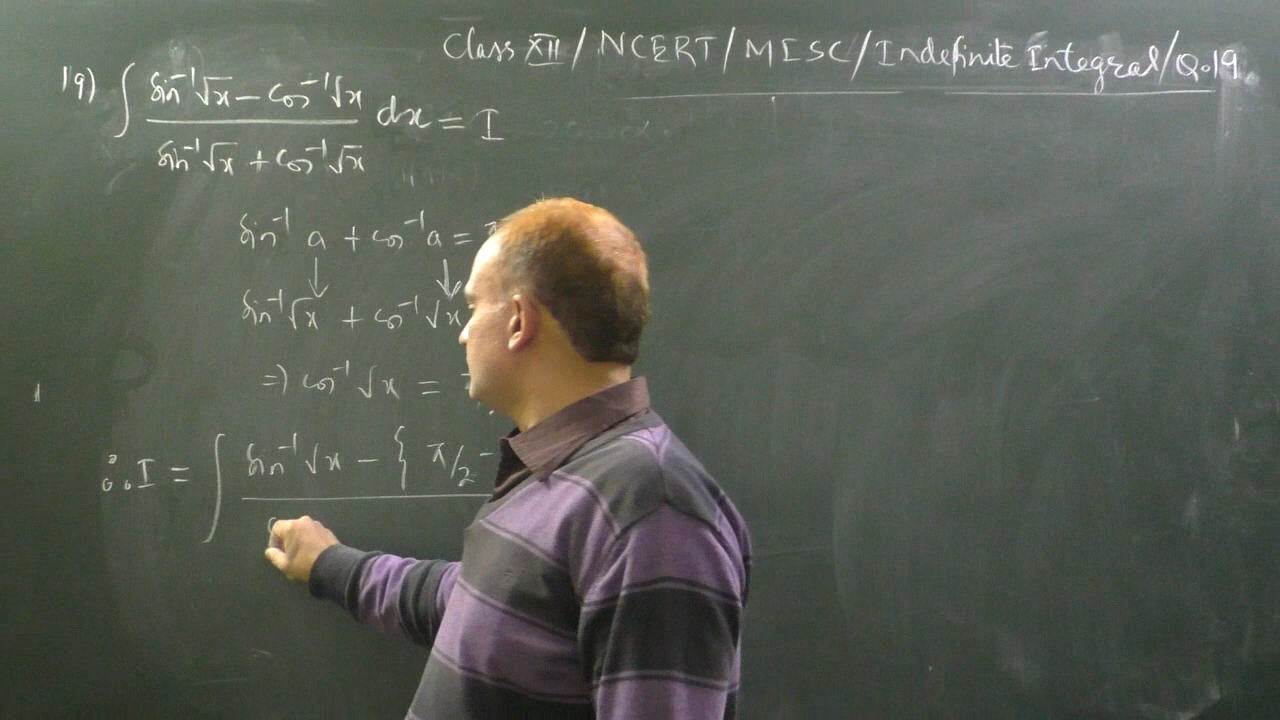 Class XII / NCERT / MISC / Indefinite Integral / Q.19
19) ∫ (sin⁻¹√x – cos⁻¹√x) / (sin⁻¹√x + cos⁻¹√x) dx = I
sin⁻¹ a + cos⁻¹ a =
↓ ↓
sin⁻¹√x + cos⁻¹√x
⇒ cos⁻¹ √x =
∴ I = ∫ sin⁻¹√x – { π/2 –